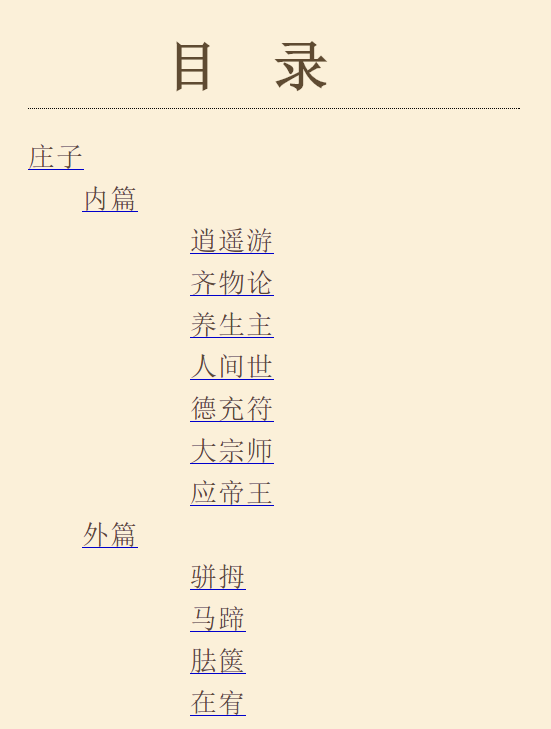 目 录
庄子
内篇
逍遥游
齐物论
养生主
人间世
德充符
大宗师
应帝王
外篇
骈拇
马蹄
胠箧
在宥